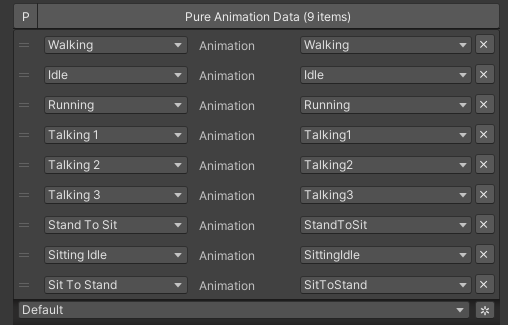 P Pure Animation Data (9 items)
Walking Animation Walking
Idle Animation Idle
Running Animation Running
Talking 1 Animation Talking1
Talking 2 Animation Talking2
Talking 3 Animation Talking3
Stand To Sit Animation StandToSit
Sitting Idle Animation SittingIdle
Sit To Stand Animation SitToStand
Default